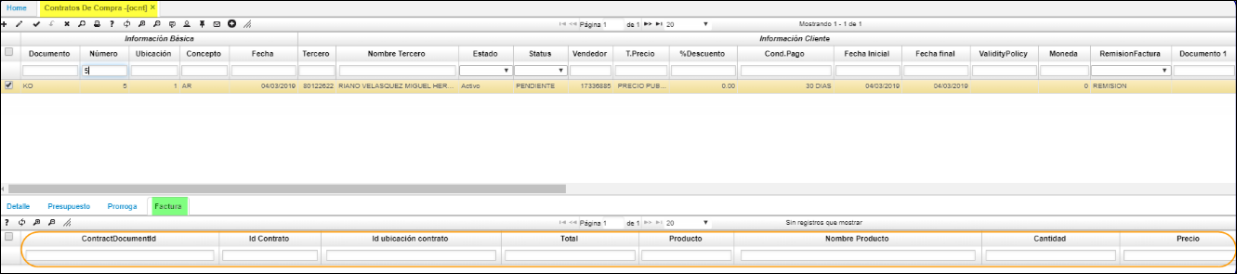 Home Contratos De Compra -[ocnt] ×
Página 1 de 1 20 Mostrando 1 - 1 de 1
Información Básica Información Cliente
Documento Número Ubicación Concepto Fecha Tercero Nombre Tercero Estado Status Vendedor T.Precio %Descuento Cond.Pago Fecha Inicial Fecha final ValidityPolicy Moneda RemisionFactura Documento 1
5
KO 5 1 AR 04/03/2019 80122622 RIANO VELASQUEZ MIGUEL HER... Activo PENDIENTE 17336885 PRECIO PUB... 0.00 30 DIAS 04/03/2019 04/03/2019 0 REMISION
Detalle Presupuesto Prorroga Factura
Página 1 de 1 20 Sin registros que mostrar
ContractDocumentId Id Contrato Id ubicación contrato Total Producto Nombre Producto Cantidad Precio